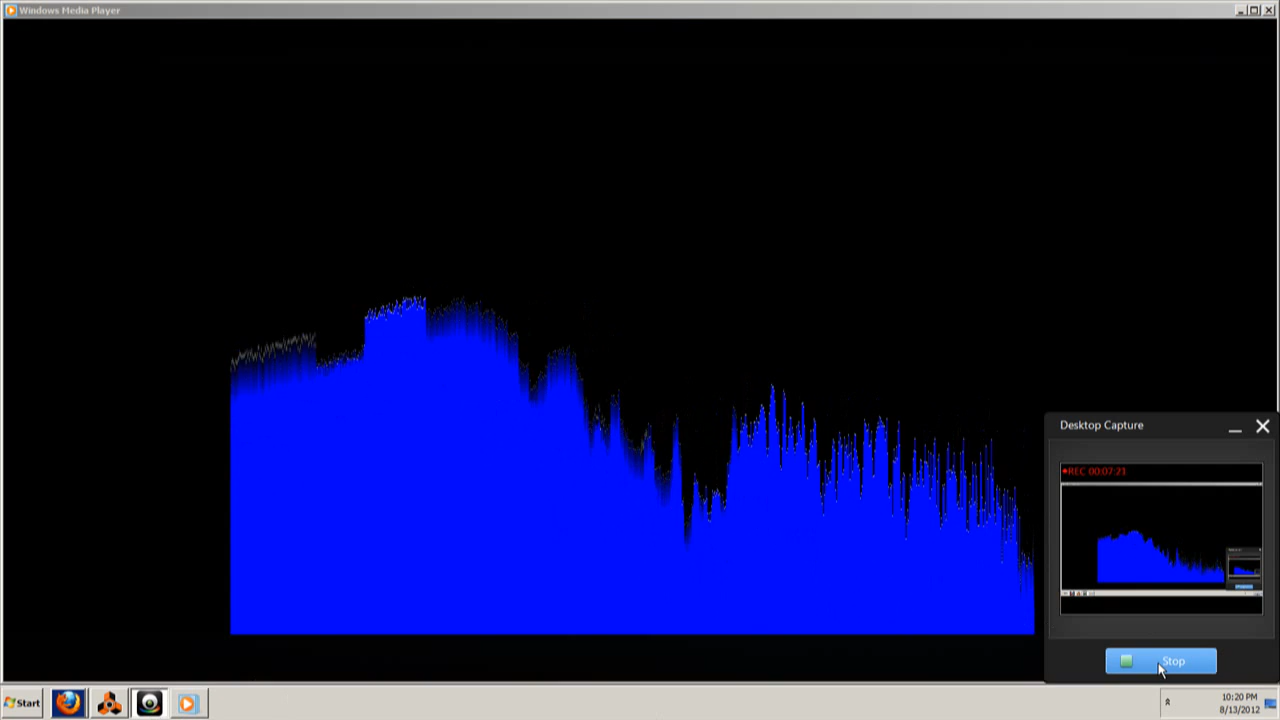 Windows Media Player
Desktop Capture
REC 00:07:21
Stop
Start
10:20 PM
8/13/2012